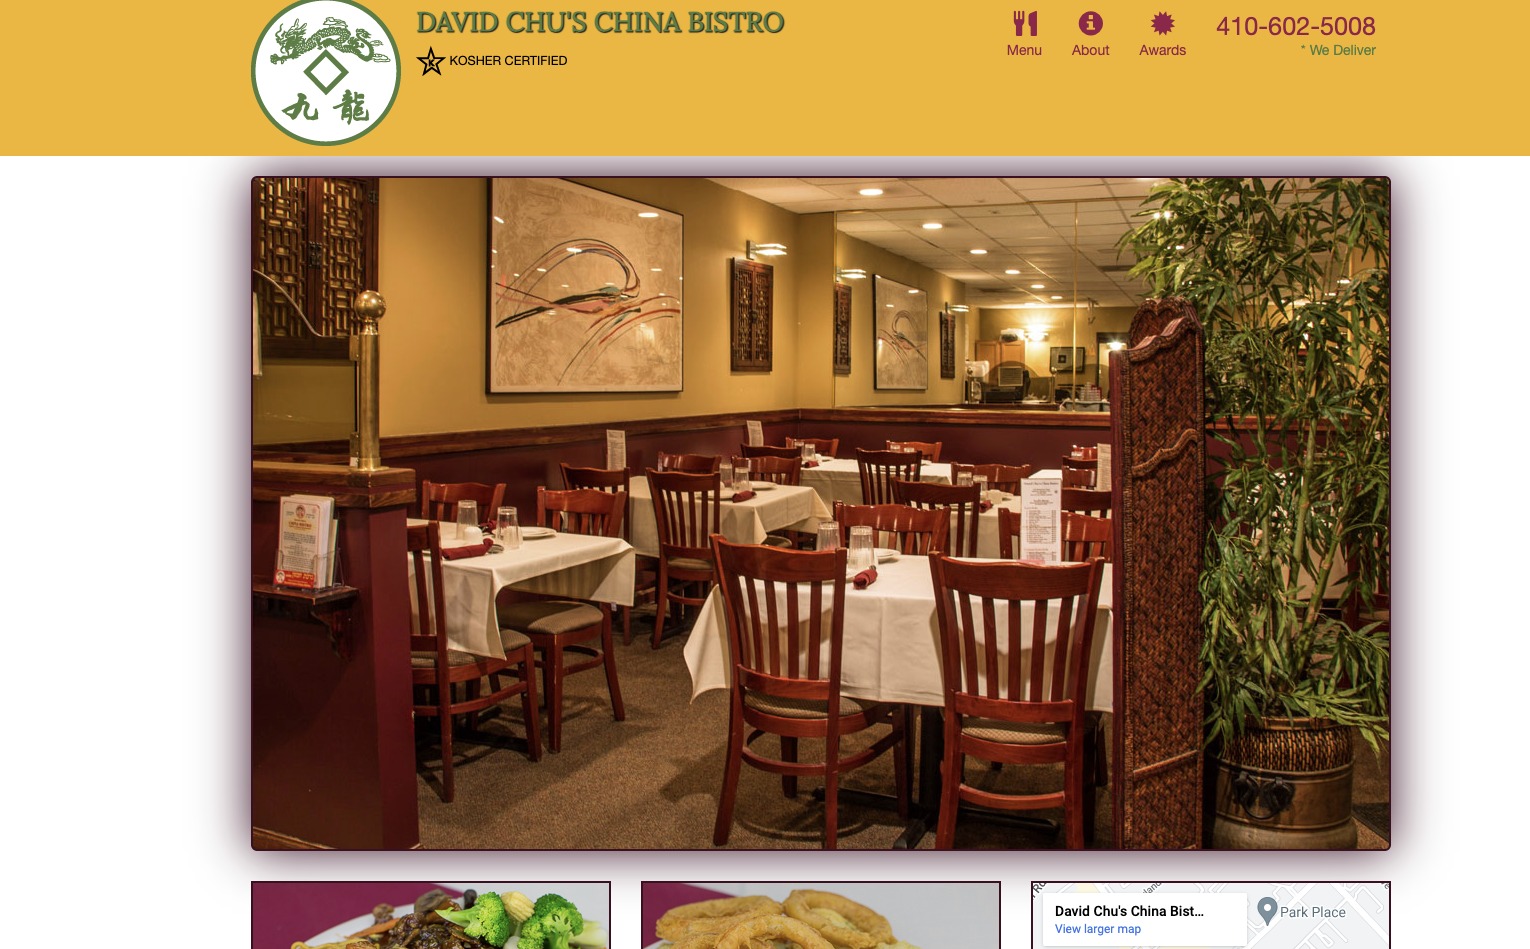 DAVID CHU'S CHINA BISTRO
KOSHER CERTIFIED
K
九龍
Menu
About
Awards
410-602-5008
* We Deliver
David Chu's China Bist...
View larger map
Park Place